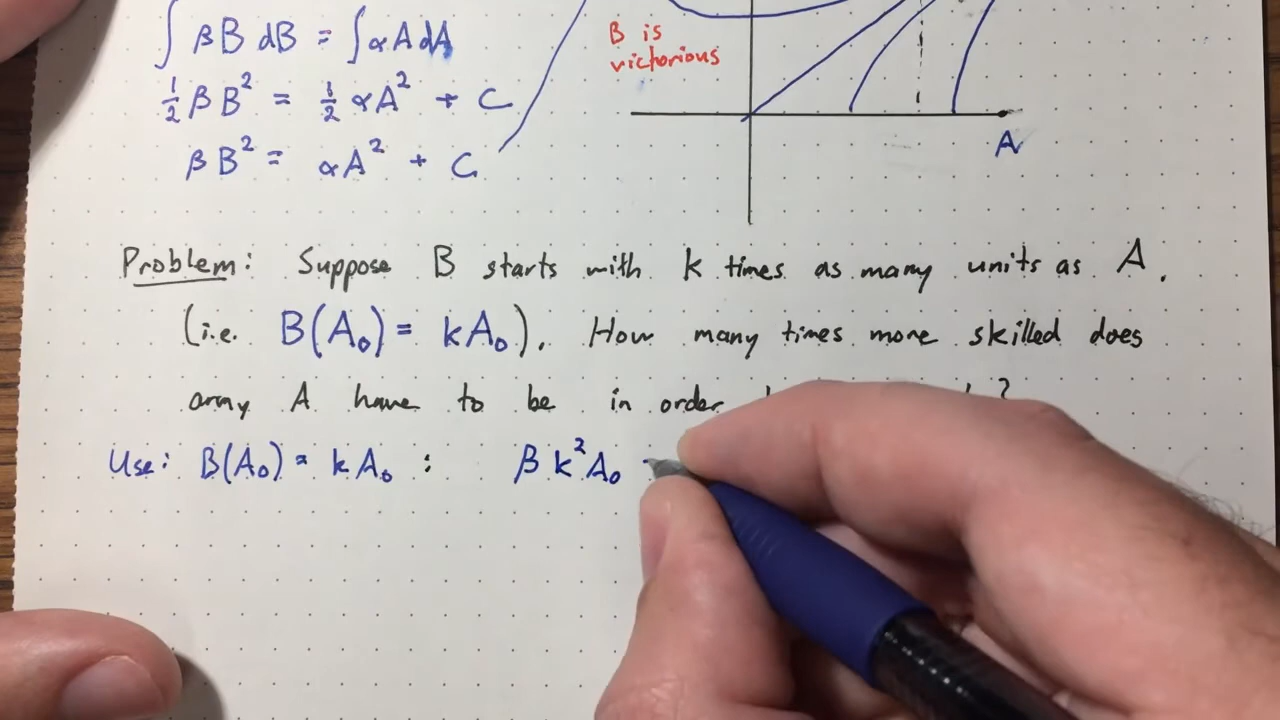 ∫ βB dB = ∫ αA dA
½ βB² = ½ αA² + C
βB² = αA² + C
B is
victorious
A
Problem: Suppose B starts with k times as many units as A.
(i.e. B(A₀) = kA₀). How many times more skilled does
army A have to be in order ?
Use: B(A₀) = kA₀ : βk²A₀